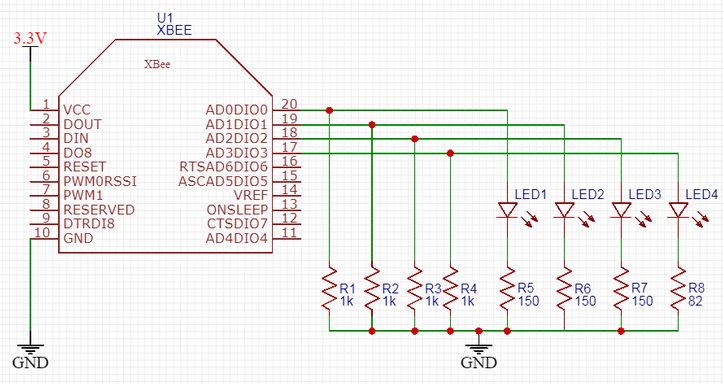 U1
XBEE
3.3V
XBee
1 VCC AD0DIO0 20
2 DOUT AD1DIO1 19
3 DIN AD2DIO2 18
4 DO8 AD3DIO3 17
5 RESET RTSAD6DIO6 16
6 PWM0RSSI ASCAD5DIO5 15
7 PWM1 VREF 14
8 RESERVED ONSLEEP 13
9 DTRDI8 CTSDIO7 12
10 GND AD4DIO4 11
LED1 LED2 LED3 LED4
R1 R2 R3 R4 R5 R6 R7 R8
1k 1k 1k 1k 150 150 150 82
GND GND